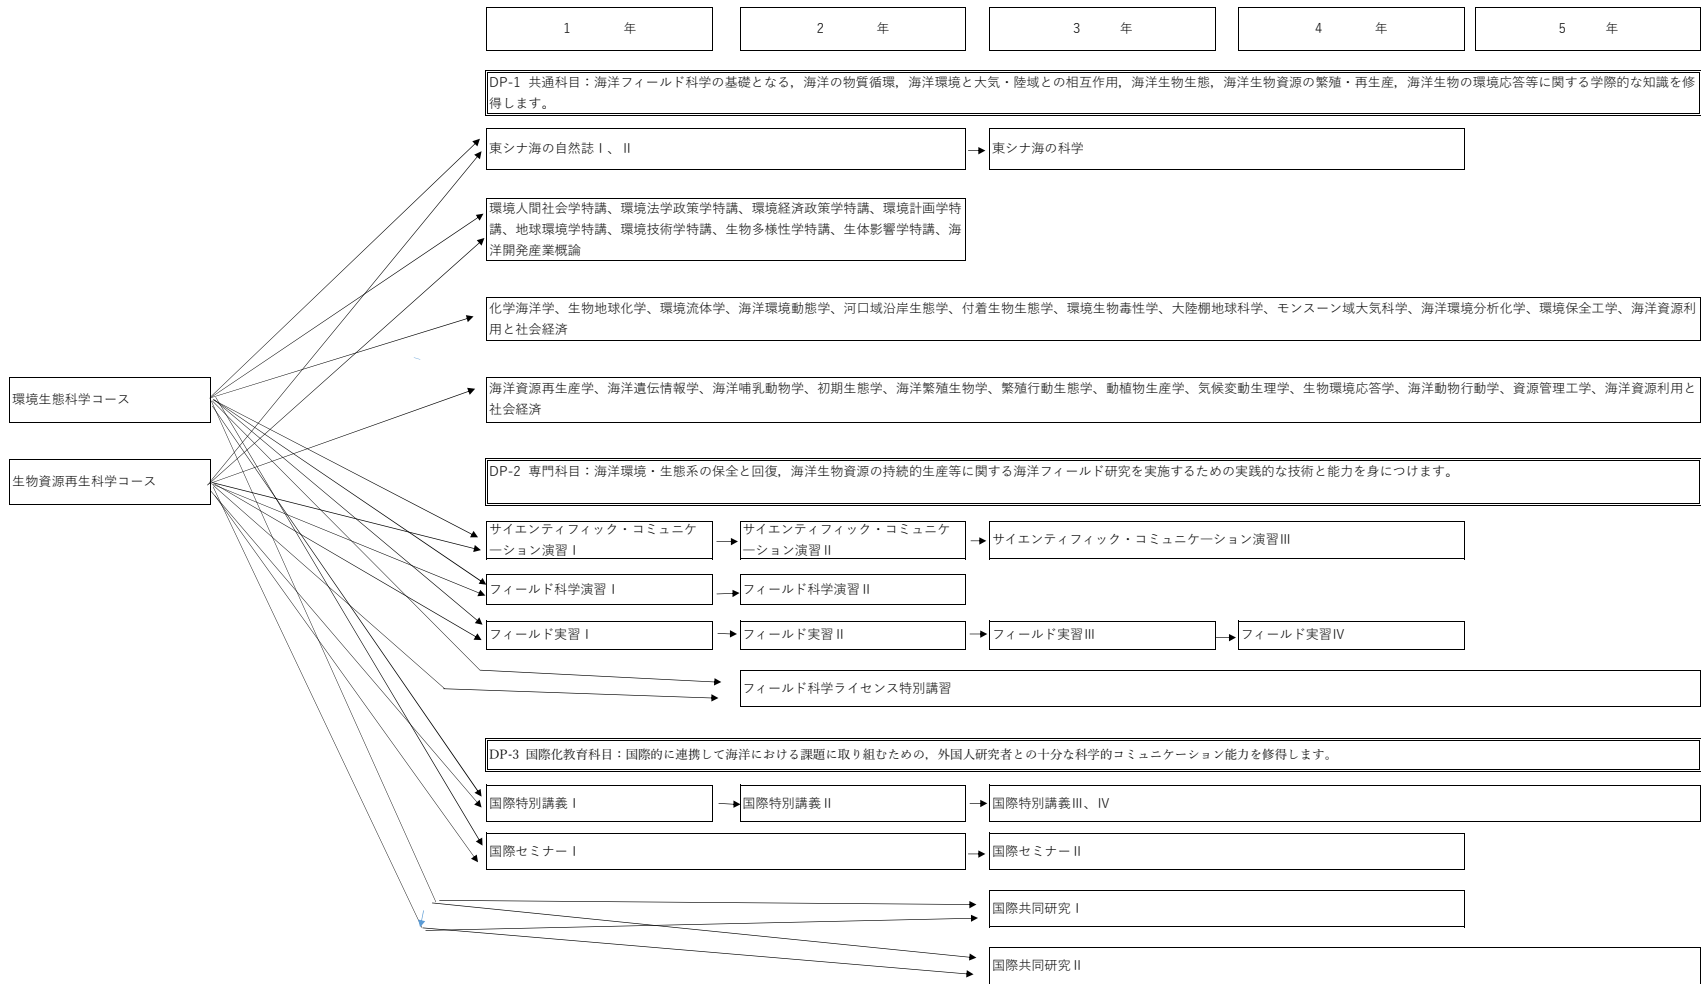 1 年 2 年 3 年 4 年 5 年
DP-1 共通科目：海洋フィールド科学の基礎となる，海洋の物質循環，海洋環境と大気・陸域との相互作用，海洋生物生態，海洋生物資源の繁殖・再生産，海洋生物の環境応答等に関する学際的な知識を修
得します。
東シナ海の自然誌Ⅰ、Ⅱ
東シナ海の科学
環境人間社会学特講、環境法学政策学特講、環境経済政策学特講、環境計画学特
講、地球環境学特講、環境技術学特講、生物多様性学特講、生体影響学特講、海
洋開発産業概論
化学海洋学、生物地球化学、環境流体学、海洋環境動態学、河口域沿岸生態学、付着生物生態学、環境生物毒性学、大陸棚地球科学、モンスーン域大気科学、海洋環境分析化学、環境保全工学、海洋資源利
用と社会経済
環境生態科学コース
海洋資源再生産学、海洋遺伝情報学、海洋哺乳動物学、初期生態学、海洋繁殖生物学、繁殖行動生態学、動植物生産学、気候変動生理学、生物環境応答学、海洋動物行動学、資源管理工学、海洋資源利用と
社会経済
生物資源再生科学コース
DP-2 専門科目：海洋環境・生態系の保全と回復，海洋生物資源の持続的生産等に関する海洋フィールド研究を実施するための実践的な技術と能力を身につけます。
サイエンティフィック・コミュニケ
ーション演習Ⅰ
サイエンティフィック・コミュニケ
ーション演習Ⅱ
サイエンティフィック・コミュニケーション演習Ⅲ
フィールド科学演習Ⅰ
フィールド科学演習Ⅱ
フィールド実習Ⅰ
フィールド実習Ⅱ
フィールド実習Ⅲ
フィールド実習Ⅳ
フィールド科学ライセンス特別講習
DP-3 国際化教育科目：国際的に連携して海洋における課題に取り組むための，外国人研究者との十分な科学的コミュニケーション能力を修得します。
国際特別講義Ⅰ
国際特別講義Ⅱ
国際特別講義Ⅲ、Ⅳ
国際セミナーⅠ
国際セミナーⅡ
国際共同研究Ⅰ
国際共同研究Ⅱ